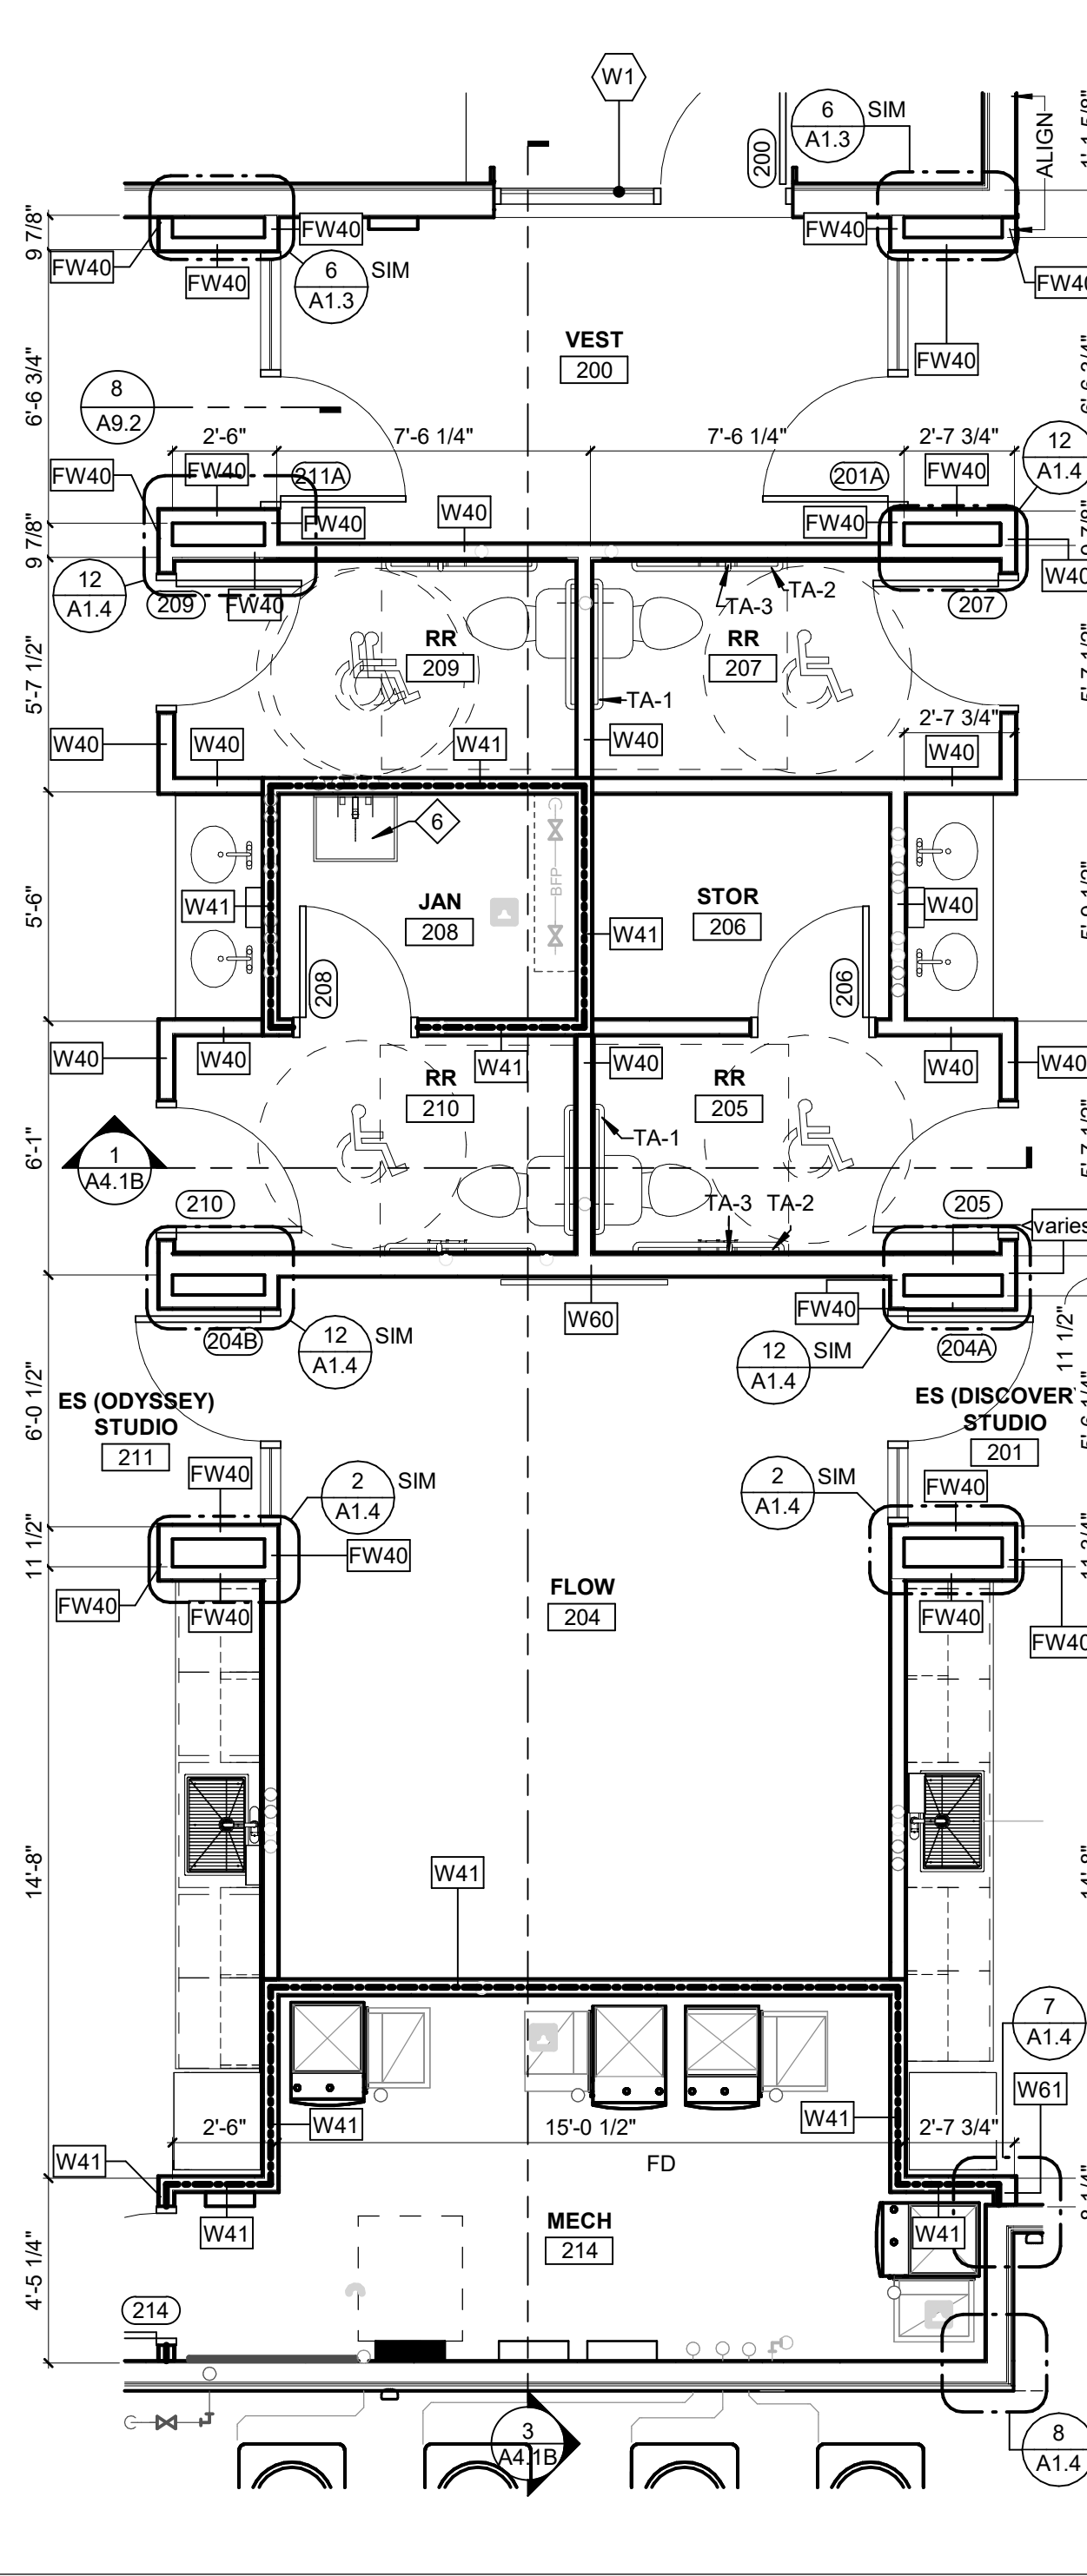 W1
6
A1.3
SIM
200
ALIGN
9 7/8"
FW40
FW40
FW40
6
A1.3
SIM
FW40
FW40
FW40
VEST
200
6'-6 3/4"
8
A9.2
2'-6"
7'-6 1/4"
7'-6 1/4"
2'-7 3/4"
12
A1.4
FW40
FW40
211A
201A
FW40
FW40
W40
FW40
9 7/8"
W40
12
A1.4
209
FW40
TA-3
TA-2
207
RR
209
RR
207
5'-7 1/2"
TA-1
2'-7 3/4"
W40
W40
W41
W40
W40
6
5'-6"
BFP
W41
JAN
208
STOR
206
W40
W41
208
206
W40
W40
W41
W40
W40
W40
RR
210
RR
205
TA-1
6'-1"
1
A4.1B
210
TA-3
TA-2
205
varies
W60
FW40
204B
12
A1.4
SIM
12
A1.4
SIM
204A
11 1/2"
6'-0 1/2"
ES (ODYSSEY)
STUDIO
211
ES (DISCOVERY
STUDIO
201
FW40
2
A1.4
SIM
2
A1.4
SIM
FW40
11 1/2"
FW40
FW40
FW40
FLOW
204
FW40
FW40
14'-8"
14'-8"
W41
7
A1.4
W61
2'-6"
W41
15'-0 1/2"
W41
2'-7 3/4"
W41
FD
W41
MECH
214
W41
8 1/4"
4'-5 1/4"
214
3
A4.1B
8
A1.4